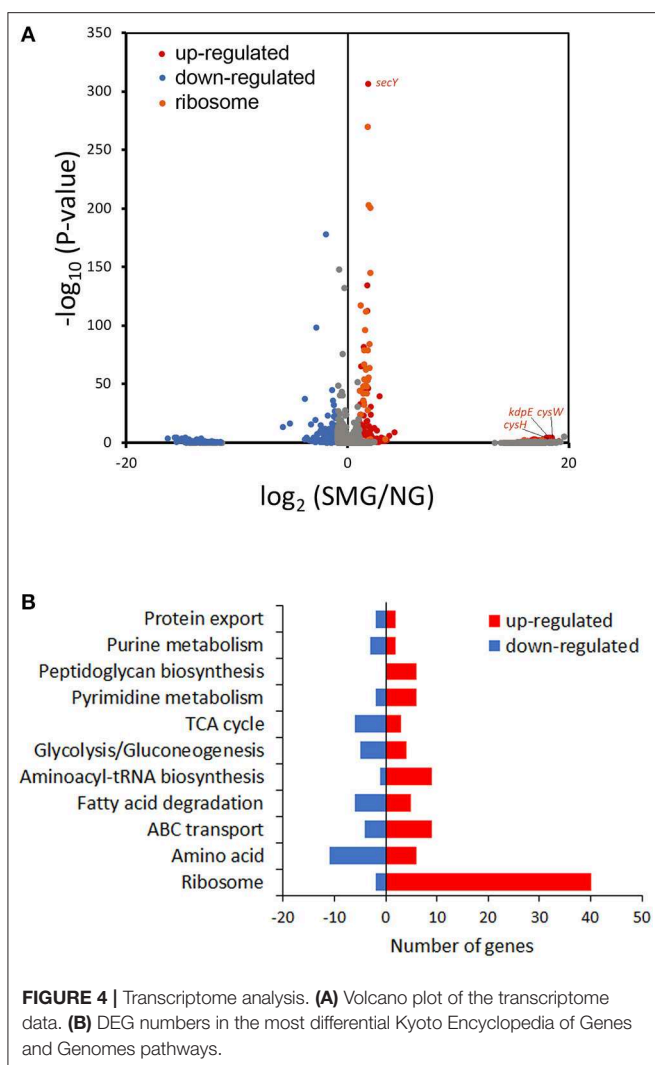 A
350
300
250
200
150
100
50
0
-log10 (P-value)
up-regulated
down-regulated
ribosome
secY
kdpE cysW
cysH
-20
0
20
log2 (SMG/NG)
B
Protein export
Purine metabolism
Peptidoglycan biosynthesis
Pyrimidine metabolism
TCA cycle
Glycolysis/Gluconeogenesis
Aminoacyl-tRNA biosynthesis
Fatty acid degradation
ABC transport
Amino acid
Ribosome
up-regulated
down-regulated
-20 -10 0 10 20 30 40 50
Number of genes
FIGURE 4 | Transcriptome analysis. (A) Volcano plot of the transcriptome
data. (B) DEG numbers in the most differential Kyoto Encyclopedia of Genes
and Genomes pathways.